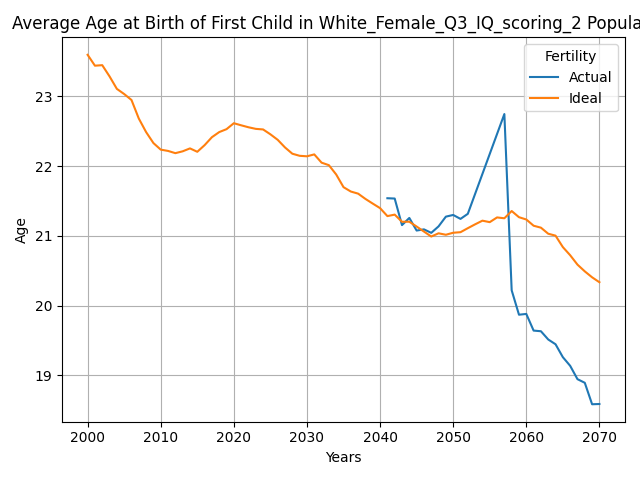 Average Age at Birth of First Child in White_Female_Q3_IQ_scoring_2 Popula
Fertility
Actual
Ideal
23
22
21
20
19
Age
2000 2010 2020 2030 2040 2050 2060 2070
Years